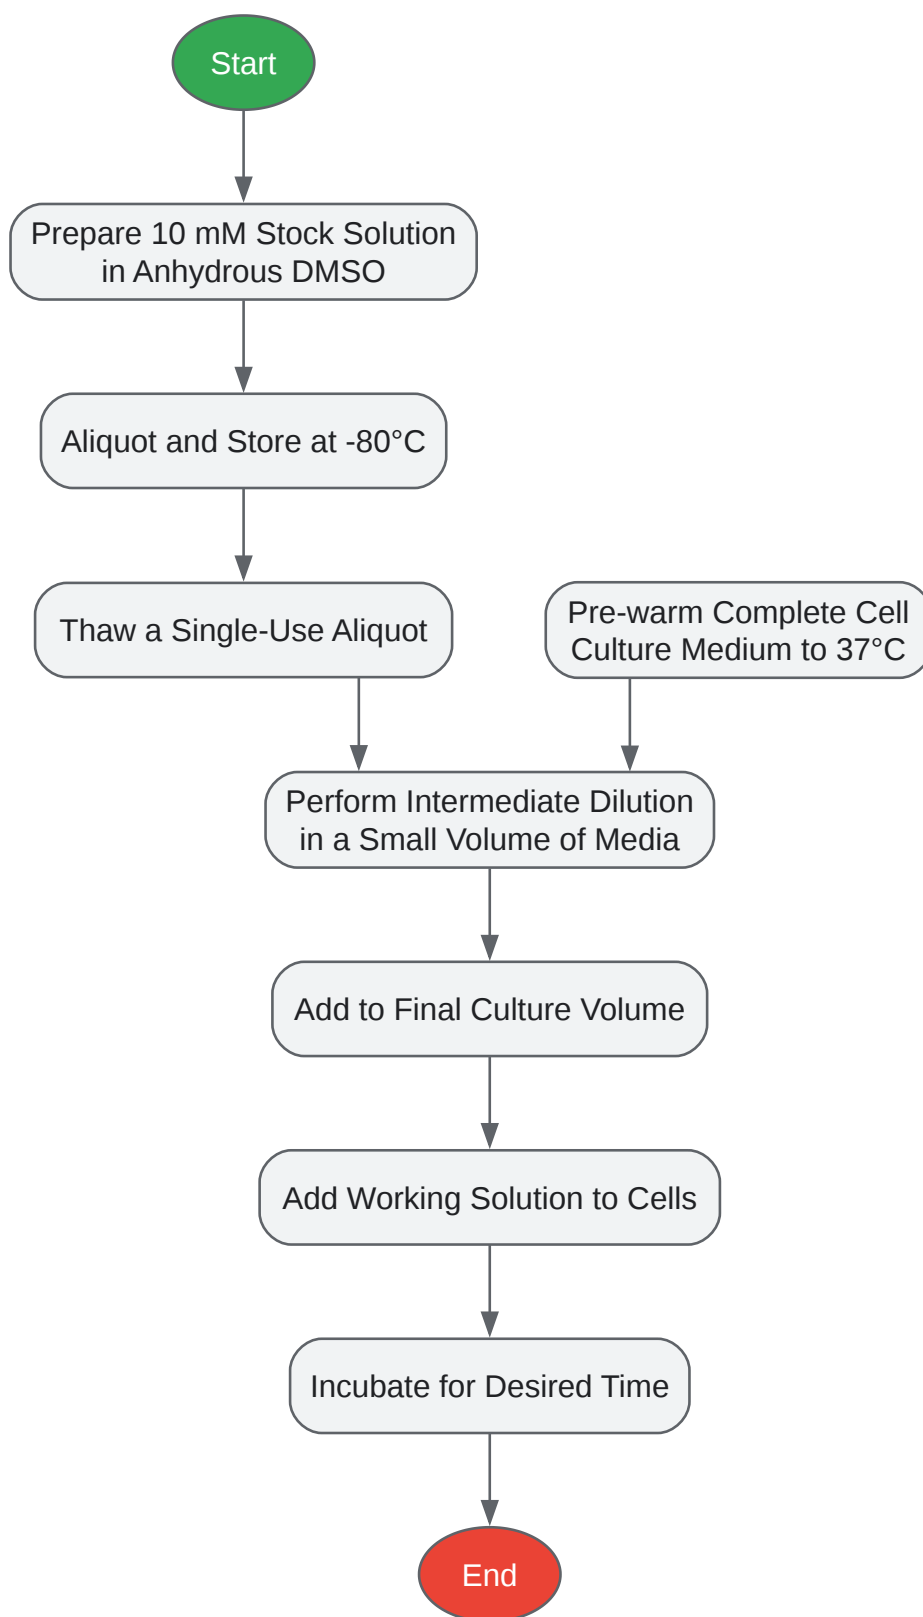 Start
Prepare 10 mM Stock Solution
in Anhydrous DMSO
Aliquot and Store at -80°C
Thaw a Single-Use Aliquot
Pre-warm Complete Cell
Culture Medium to 37°C
Perform Intermediate Dilution
in a Small Volume of Media
Add to Final Culture Volume
Add Working Solution to Cells
Incubate for Desired Time
End